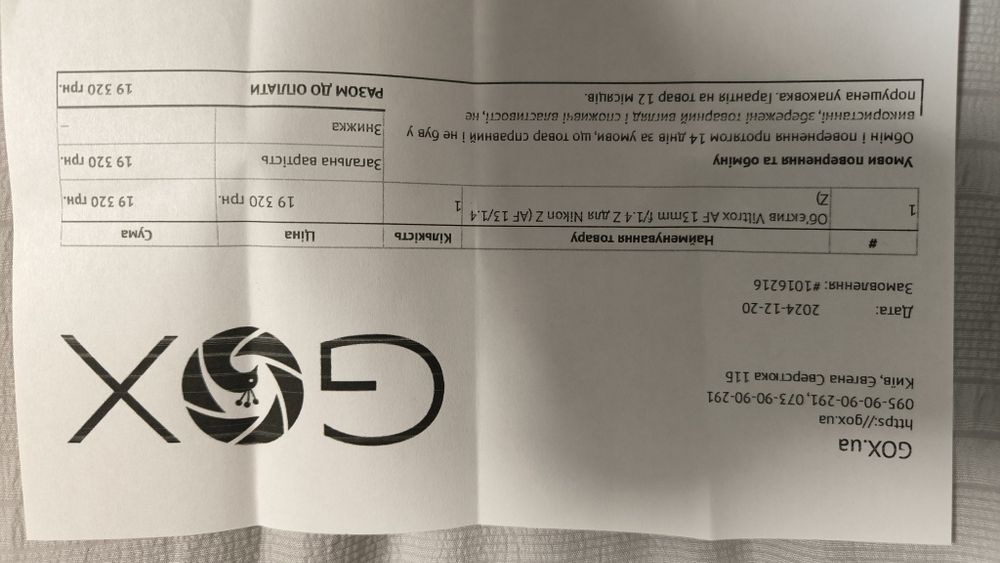 GOX.ua
https://gox.ua
095-90-90-291, 073-90-90-291
Київ, Євгена Сверстюка 11Б
GOX
Дата: 2024-12-20
Замовлення: #1016216
# Найменування товару Кількість Ціна Сума
1 Об'єктив Viltrox AF 13mm f/1.4 Z для Nikon Z (AF 13/1.4 1 19 320 грн. 19 320 грн.
Z)
Умови повернення та обміну
Обмін і повернення протягом 14 днів за умови, що товар справний і не був у
використанні, збережені товарний вигляд і споживчі властивості, не
порушена упаковка. Гарантія на товар 12 місяців.
Загальна вартість 19 320 грн.
Знижка –
РАЗОМ ДО ОПЛАТИ 19 320 грн.